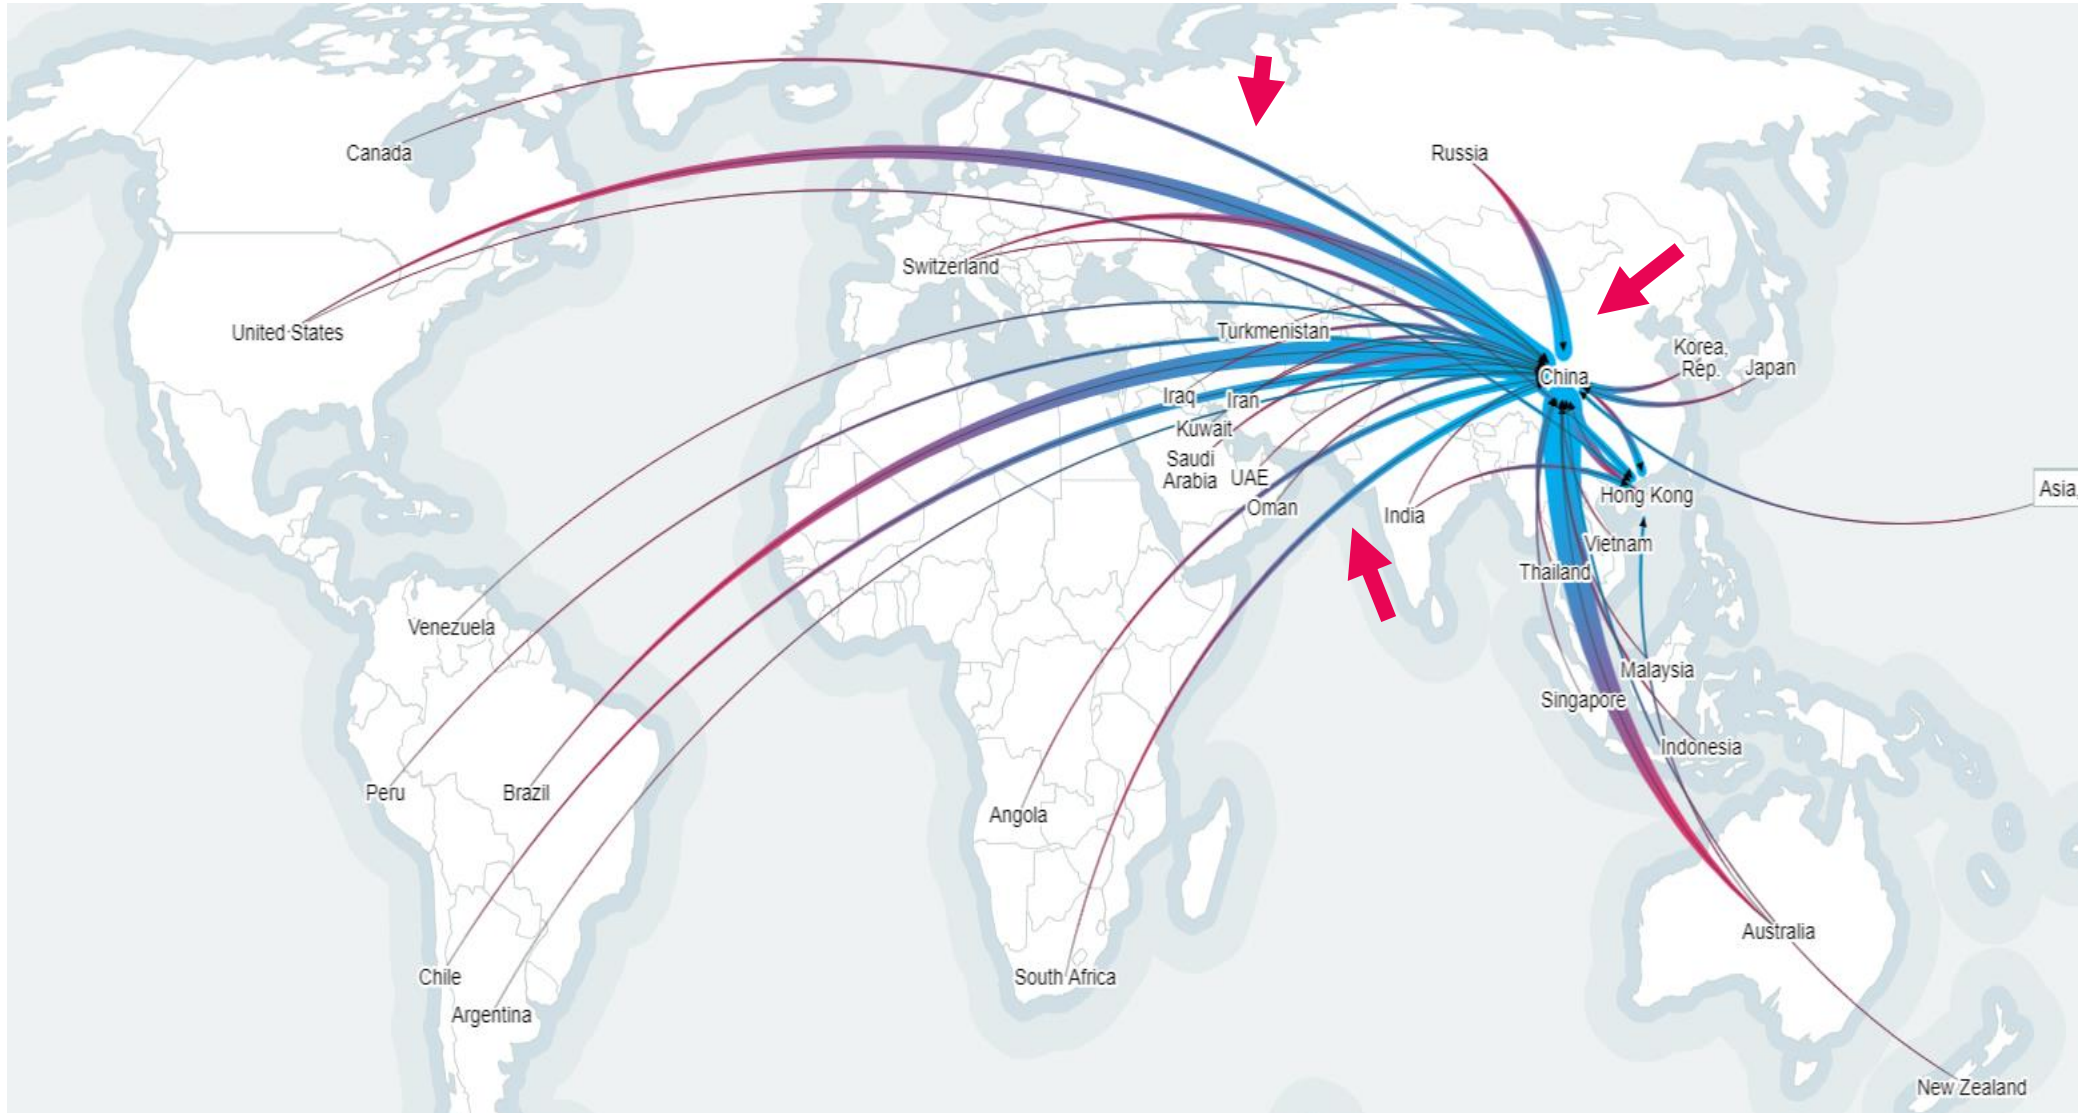 Canada
Russia
Switzerland
United States
Turkmenistan
Korea,
Rep.
Japan
China
Iraq
Iran
Kuwait
Saudi
Arabia
UAE
Oman
India
Hong Kong
Asia,
Vietnam
Thailand
Venezuela
Malaysia
Singapore
Indonesia
Peru
Brazil
Angola
Australia
Chile
South Africa
Argentina
New Zealand